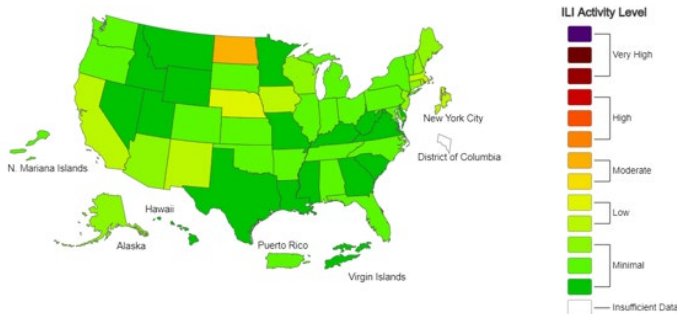 ILI Activity Level
Very High
High
Moderate
Low
Minimal
Insufficient Data
New York City
District of Columbia
N. Mariana Islands
Hawaii
Alaska
Puerto Rico
Virgin Islands